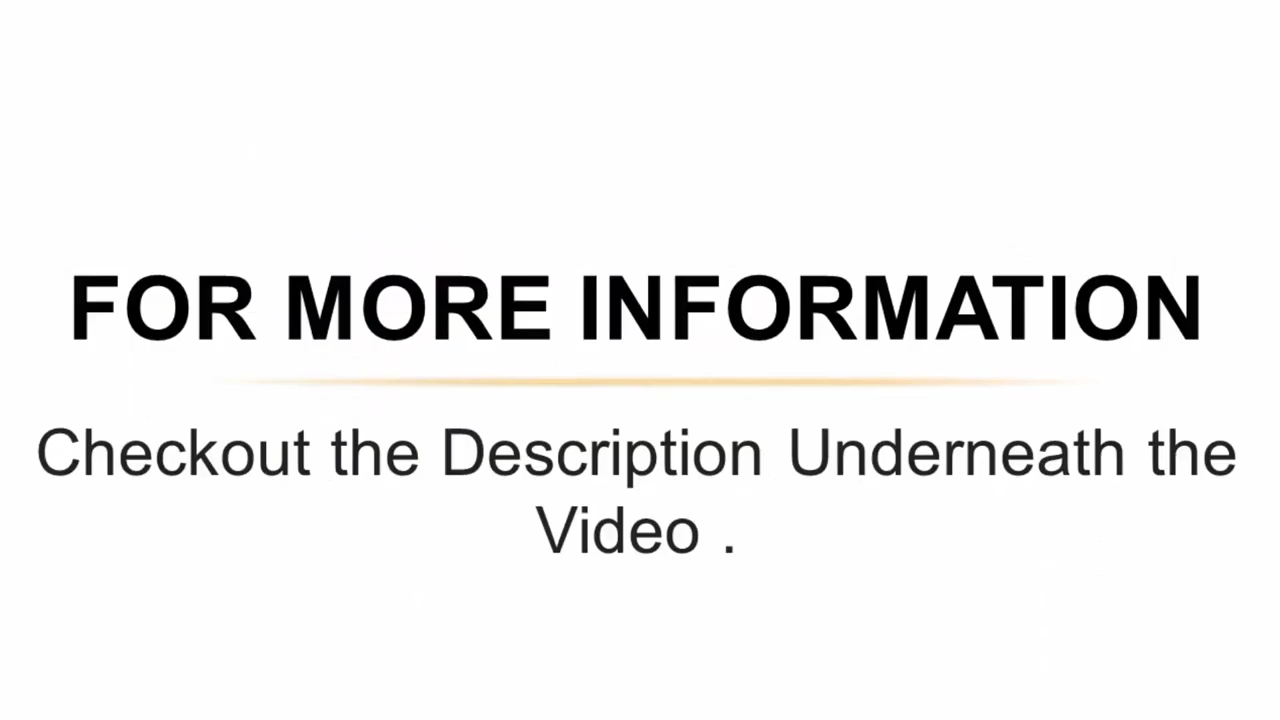 FOR MORE INFORMATION
Checkout the Description Underneath the
Video .